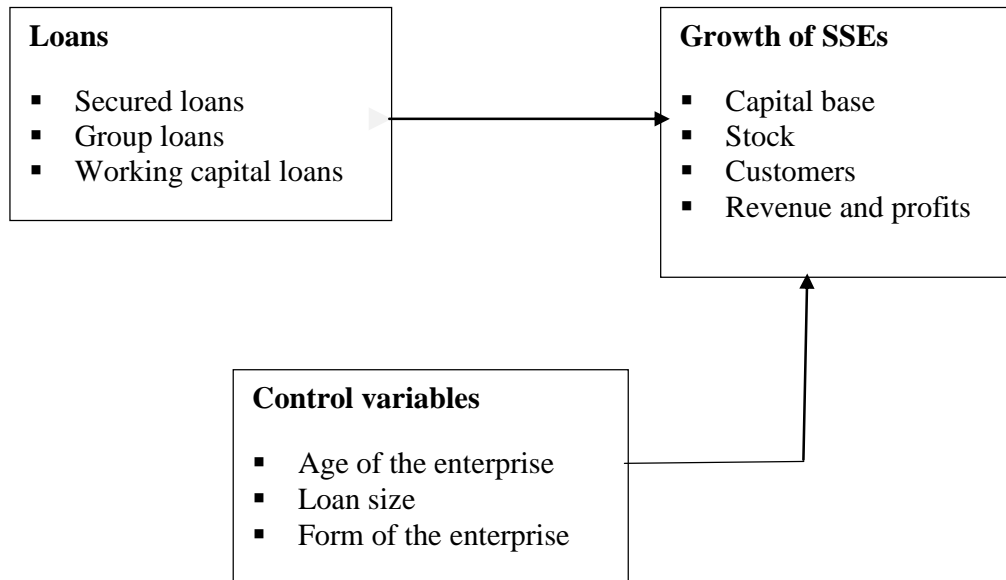 Loans
▪ Secured loans
▪ Group loans
▪ Working capital loans
Growth of SSEs
▪ Capital base
▪ Stock
▪ Customers
▪ Revenue and profits
Control variables
▪ Age of the enterprise
▪ Loan size
▪ Form of the enterprise